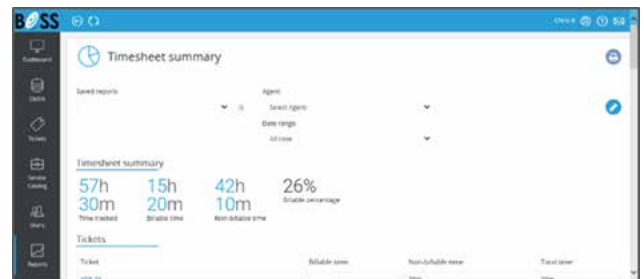 BOSS
Chris R
Dashboard
Timesheet summary
Saved reports
Agent
Select Agent
Date range
All time
Tickets
Service
Catalog
Users
Reports
Timesheet summary
57h 15h 42h 26%
30m 20m 10m Billable percentage
Time tracked Billable time Non-billable time
Tickets
Ticket Billable time Non-billable time Total time